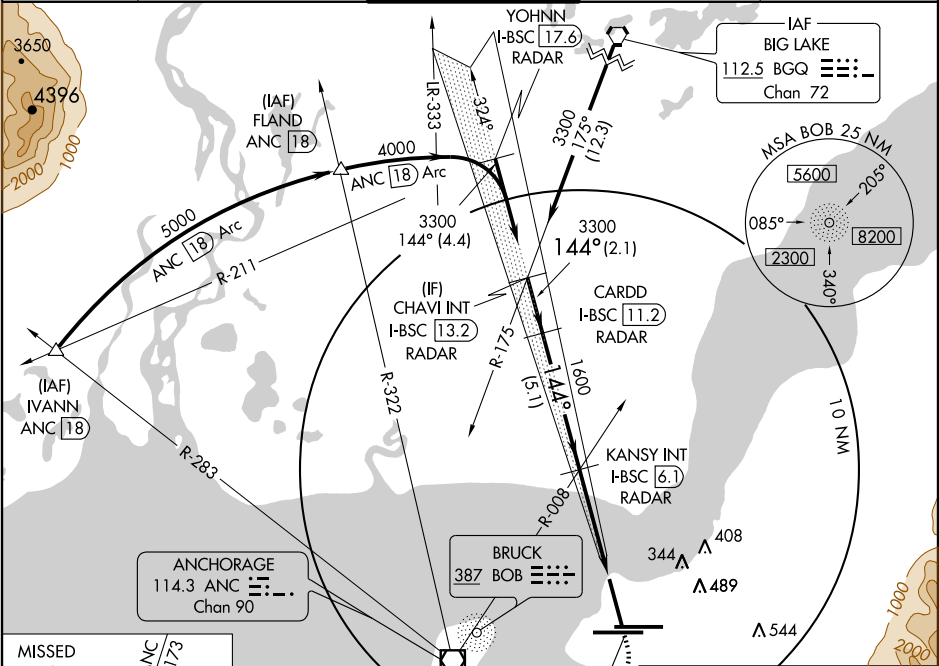 3650
4396
1000
2000
(IAF)
FLAND
ANC 18
YOHNN
I-BSC 17.6
RADAR
LR-333
324°
IAF
BIG LAKE
112.5 BGQ
Chan 72
3300
175°
(12.3)
MSA BOB 25 NM
5600
205°
085°
8200
2300
340°
4000
ANC 18 Arc
5000
ANC 18 Arc
R-211
3300
144° (4.4)
3300
144° (2.1)
(IF)
CHAVI INT
I-BSC 13.2
RADAR
CARDD
I-BSC 11.2
RADAR
R-175
1600
144°
(5.1)
(IAF)
IVANN
ANC 18
R-322
R-283
10 NM
KANSY INT
I-BSC 6.1
RADAR
R-008
ANCHORAGE
114.3 ANC
Chan 90
BRUCK
387 BOB
344
408
489
544
1000
2000
MISSED
173